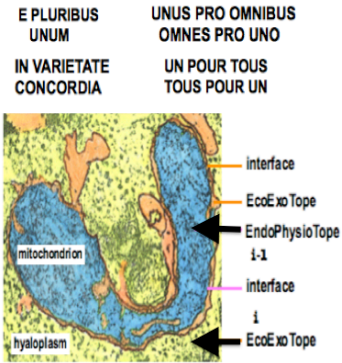 E PLURIBUS
UNUM
UNUS PRO OMNIBUS
OMNES PRO UNO
IN VARIETATE
CONCORDIA
UN POUR TOUS
TOUS POUR UN
interface
EcoExoTope
EndoPhysioTope
i-1
mitochondrion
interface
i
hyaloplasm
EcoExoTope